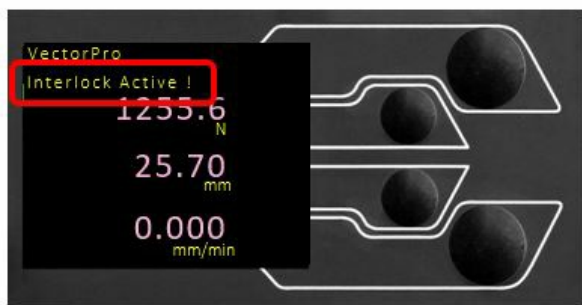 VectorPro
Interlock Active !
1255.6
N
25.70
mm
0.000
mm/min